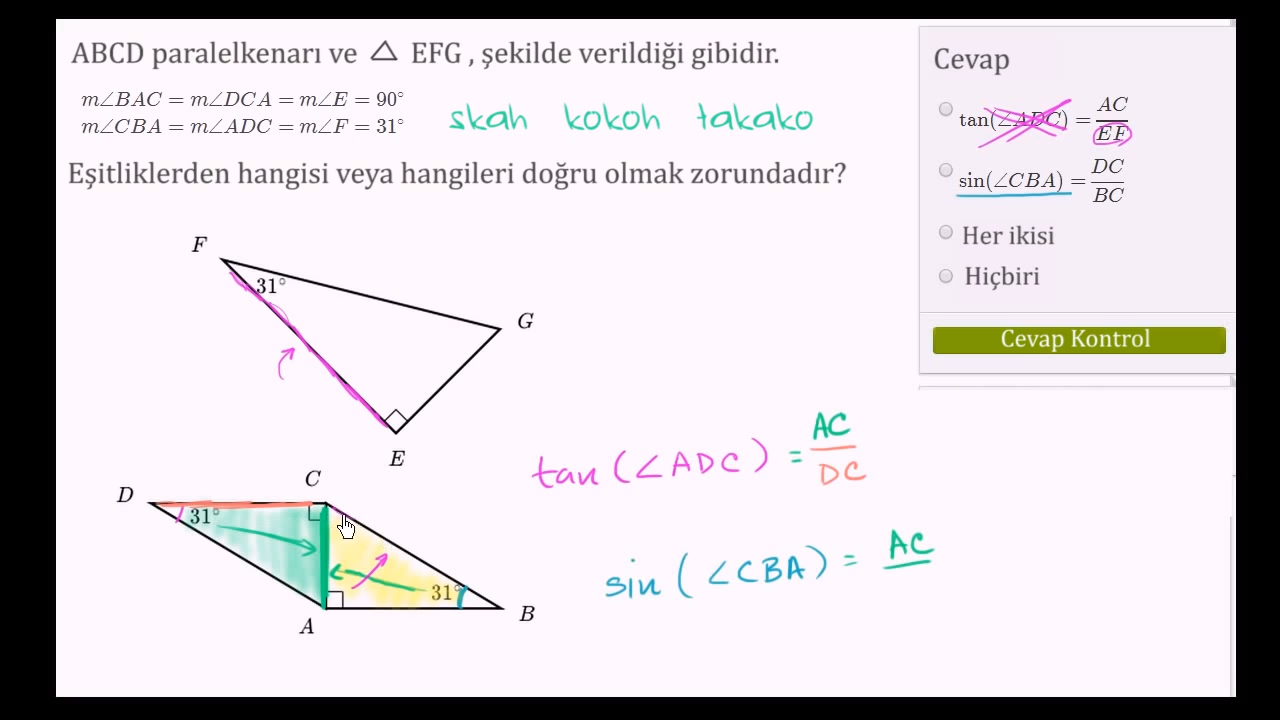 ABCD paralelkenarı ve △ EFG , şekilde verildiği gibidir.
m∠BAC = m∠DCA = m∠E = 90°
m∠CBA = m∠ADC = m∠F = 31°
skah kokoh takako
Eşitliklerden hangisi veya hangileri doğru olmak zorundadır?
Cevap
tan(∠ADC) = AC/EF
sin(∠CBA) = DC/BC
Her ikisi
Hiçbiri
Cevap Kontrol
F
31°
G
E
tan (∠ADC) = AC/DC
D
C
31°
31°
A
B
sin (∠CBA) = AC